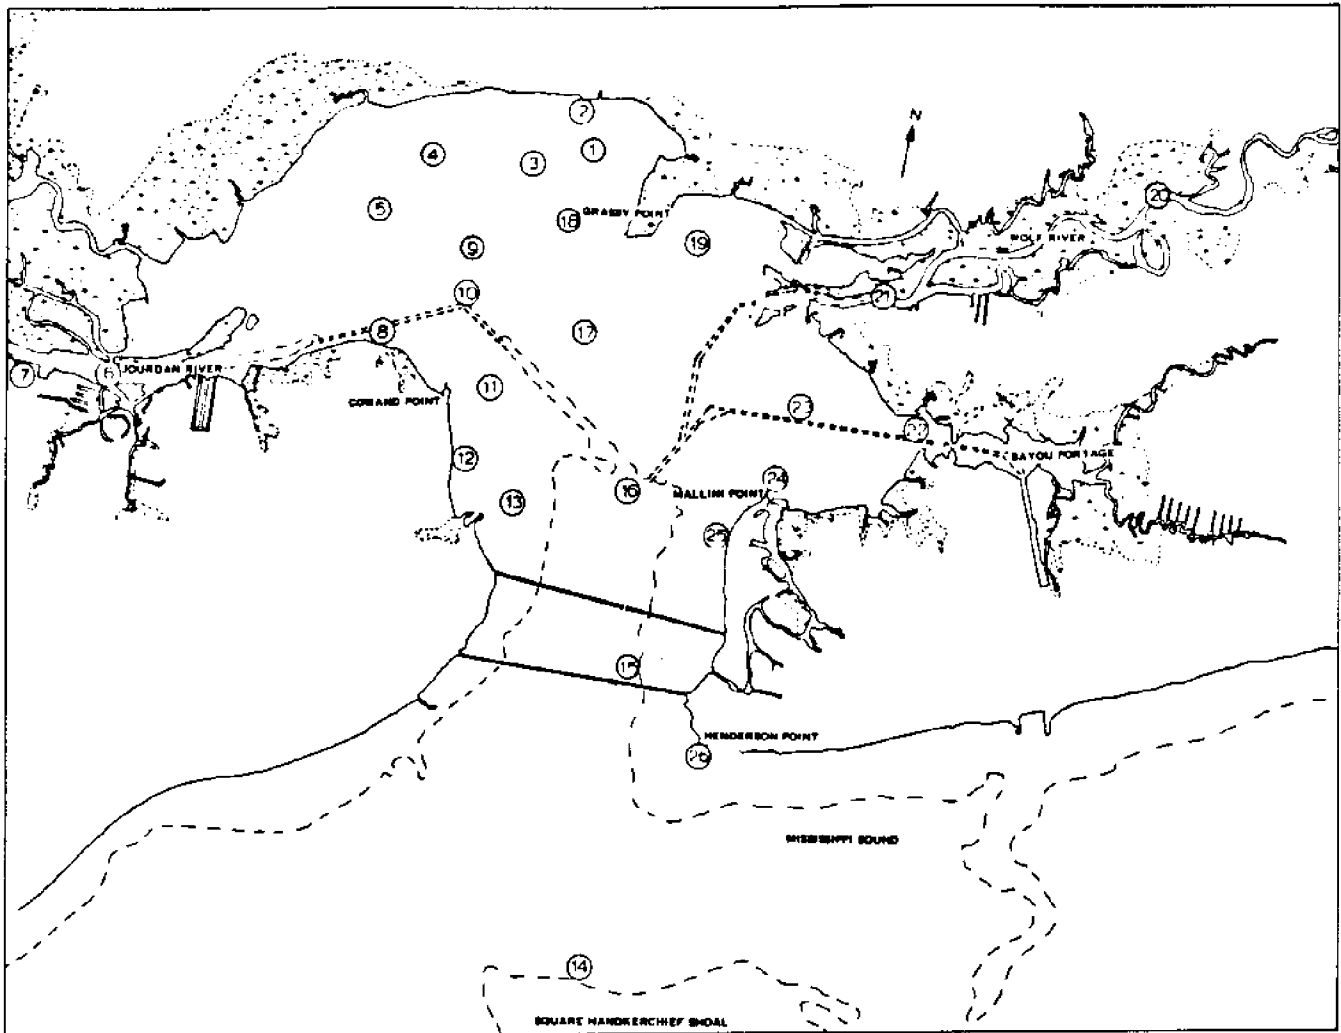 2
N
1
4
3
20
5
18
GRASSY POINT
19
WOLF RIVER
9
10
21
8
17
7
6
JOURDAN RIVER
11
GOWAND POINT
23
22
12
BAYOU PORTAGE
24
16
MALLINI POINT
13
25
15
HENDERSON POINT
26
MISSISSIPPI SOUND
14
SQUARE HANDKERCHIEF SHOAL